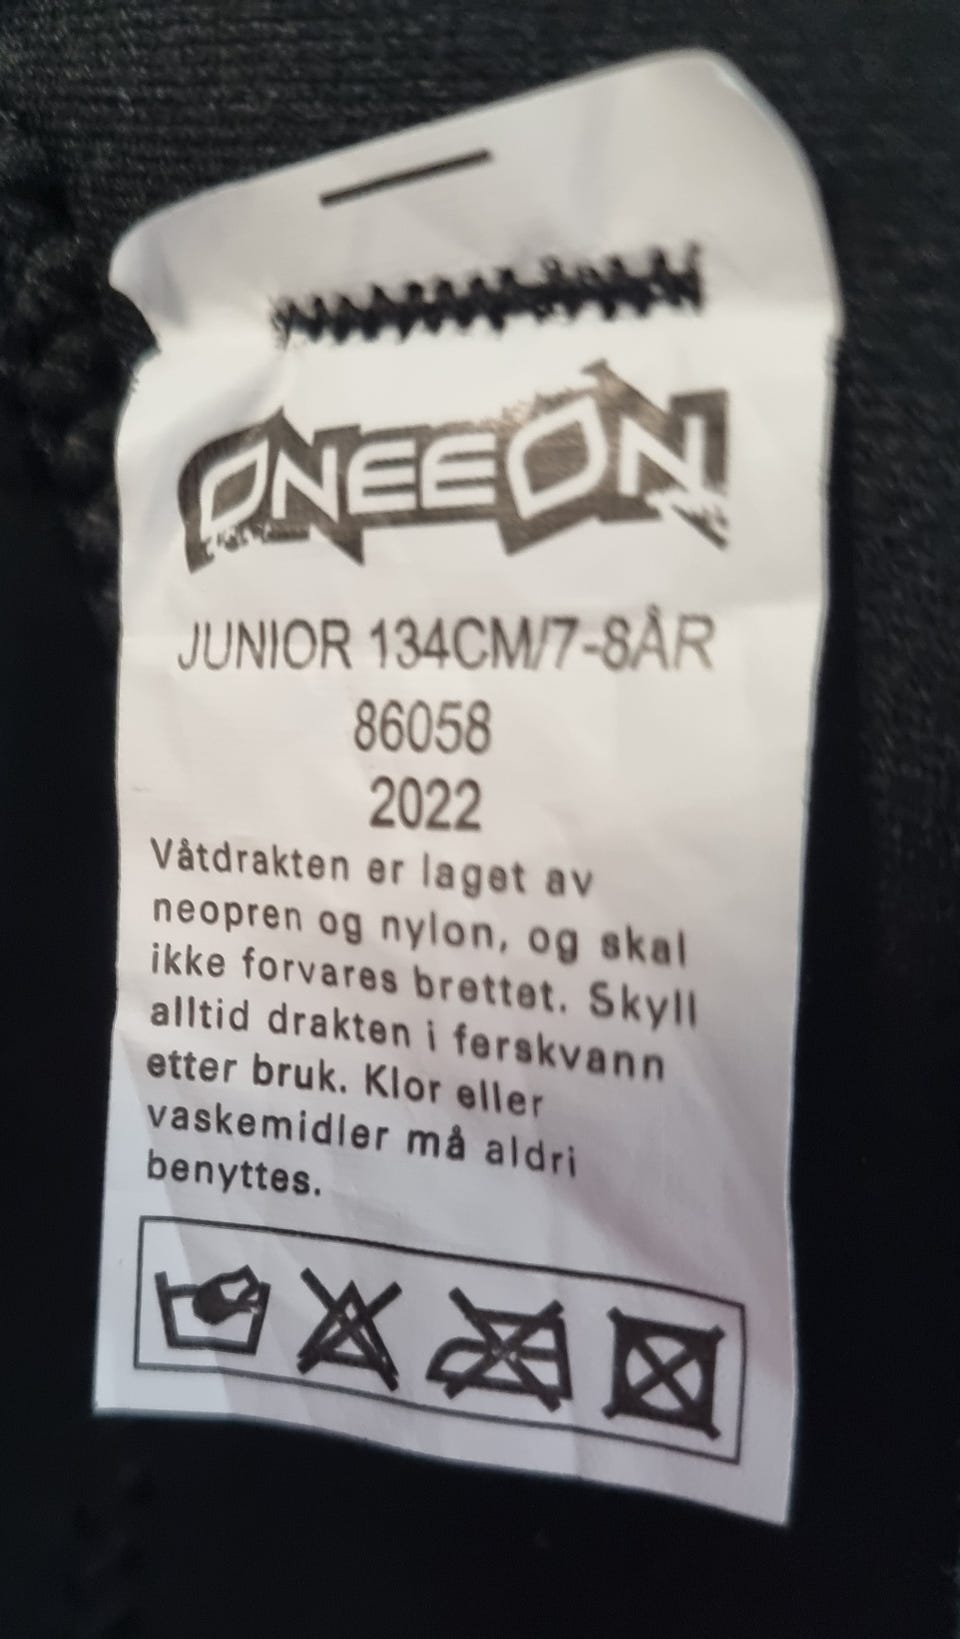 ONEEON
JUNIOR 134CM/7-8ÅR
86058
2022
Våtdrakten er laget av
neopren og nylon, og skal
ikke forvares brettet. Skyll
alltid drakten i ferskvann
etter bruk. Klor eller
vaskemidler må aldri
benyttes.